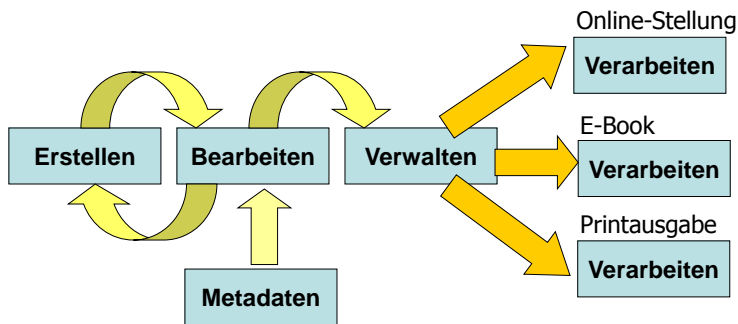 Online-Stellung
Verarbeiten
Erstellen
Bearbeiten
Verwalten
E-Book
Verarbeiten
Printausgabe
Verarbeiten
Metadaten